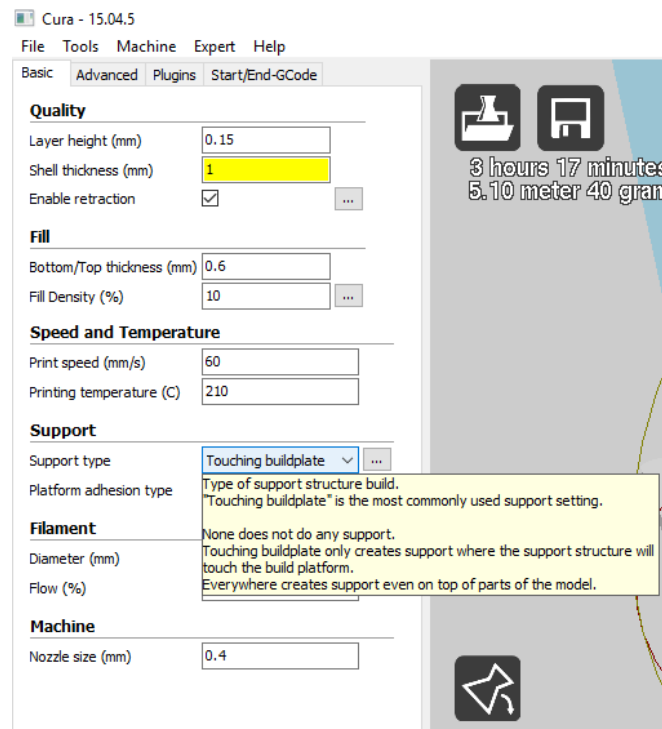 Cura - 15.04.5
File Tools Machine Expert Help
Basic Advanced Plugins Start/End-GCode
Quality
Layer height (mm) 0.15
Shell thickness (mm) 1
Enable retraction ...
3 hours 17 minutes
5.10 meter 40 gram
Fill
Bottom/Top thickness (mm) 0.6
Fill Density (%) 10 ...
Speed and Temperature
Print speed (mm/s) 60
Printing temperature (C) 210
Support
Support type Touching buildplate ...
Platform adhesion type
Type of support structure build.
"Touching buildplate" is the most commonly used support setting.
None does not do any support.
Touching buildplate only creates support where the support structure will
touch the build platform.
Everywhere creates support even on top of parts of the model.
Filament
Diameter (mm)
Flow (%)
Machine
Nozzle size (mm) 0.4